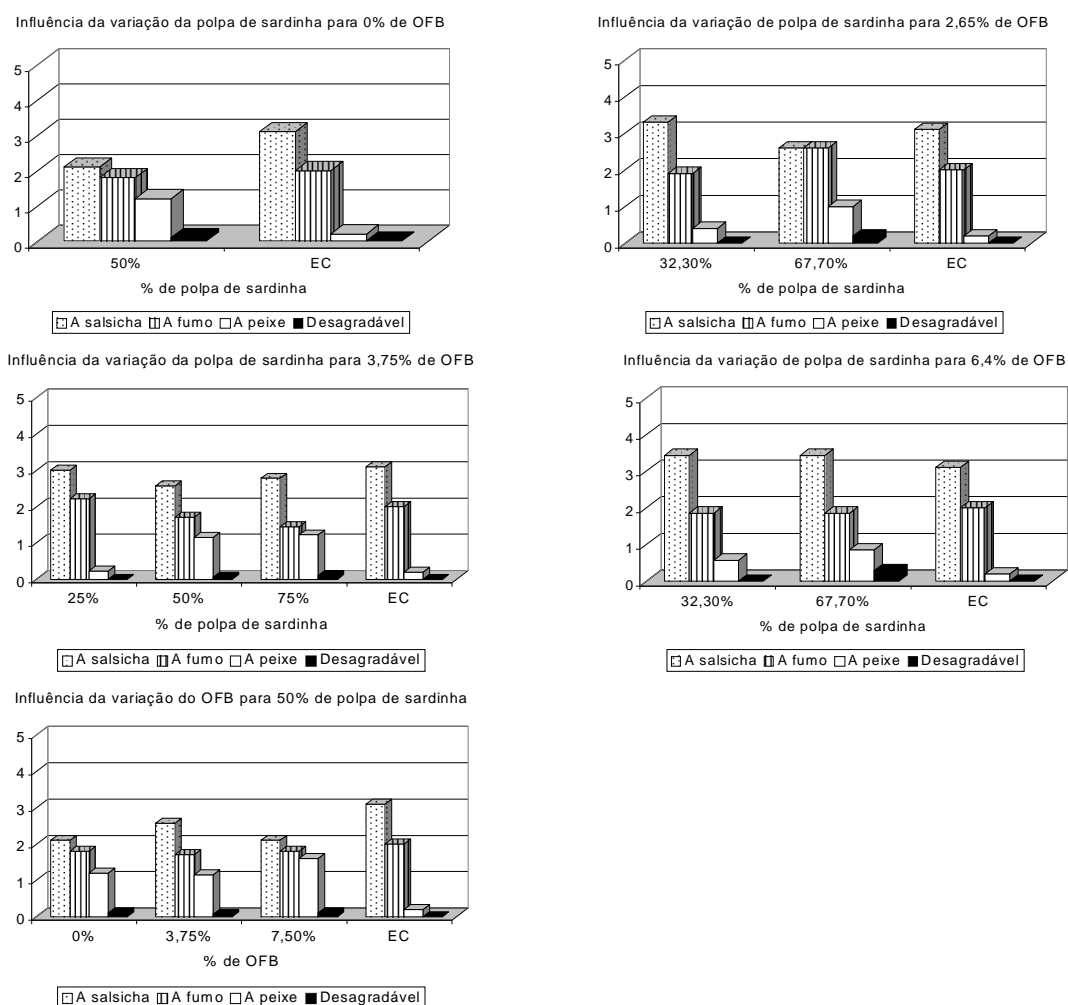 Influência da variação da polpa de sardinha para 0% de OFB
5
4
3
2
1
0
50% EC
% de polpa de sardinha
A salsicha A fumo A peixe Desagradável
Influência da variação de polpa de sardinha para 2,65% de OFB
5
4
3
2
1
0
32,30% 67,70% EC
% de polpa de sardinha
A salsicha A fumo A peixe Desagradável
Influência da variação da polpa de sardinha para 3,75% de OFB
5
4
3
2
1
0
25% 50% 75% EC
% de polpa de sardinha
A salsicha A fumo A peixe Desagradável
Influência da variação de polpa de sardinha para 6,4% de OFB
5
4
3
2
1
0
32,30% 67,70% EC
% de polpa de sardinha
A salsicha A fumo A peixe Desagradável
Influência da variação do OFB para 50% de polpa de sardinha
5
4
3
2
1
0
0% 3,75% 7,50% EC
% de OFB
A salsicha A fumo A peixe Desagradável